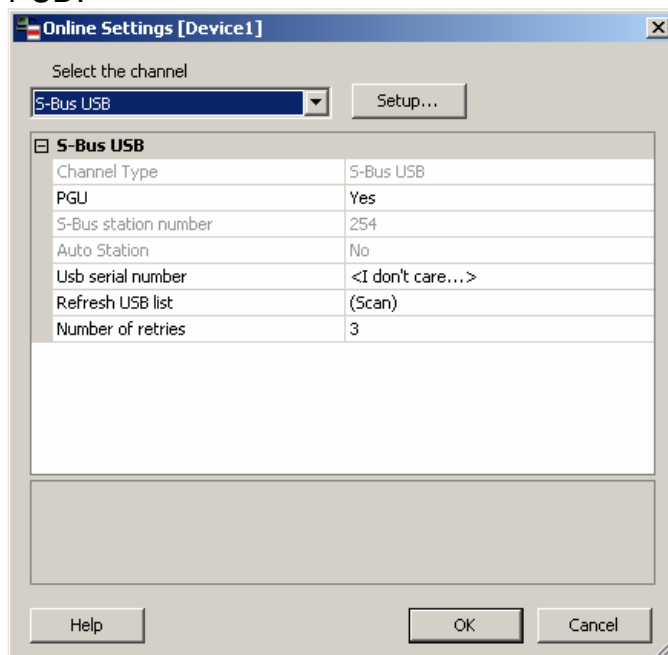 Online Settings [Device1]
Select the channel
S-Bus USB
Setup...
S-Bus USB
Channel Type S-Bus USB
PGU Yes
S-Bus station number 254
Auto Station No
Usb serial number <I don't care...>
Refresh USB list (Scan)
Number of retries 3
Help OK Cancel